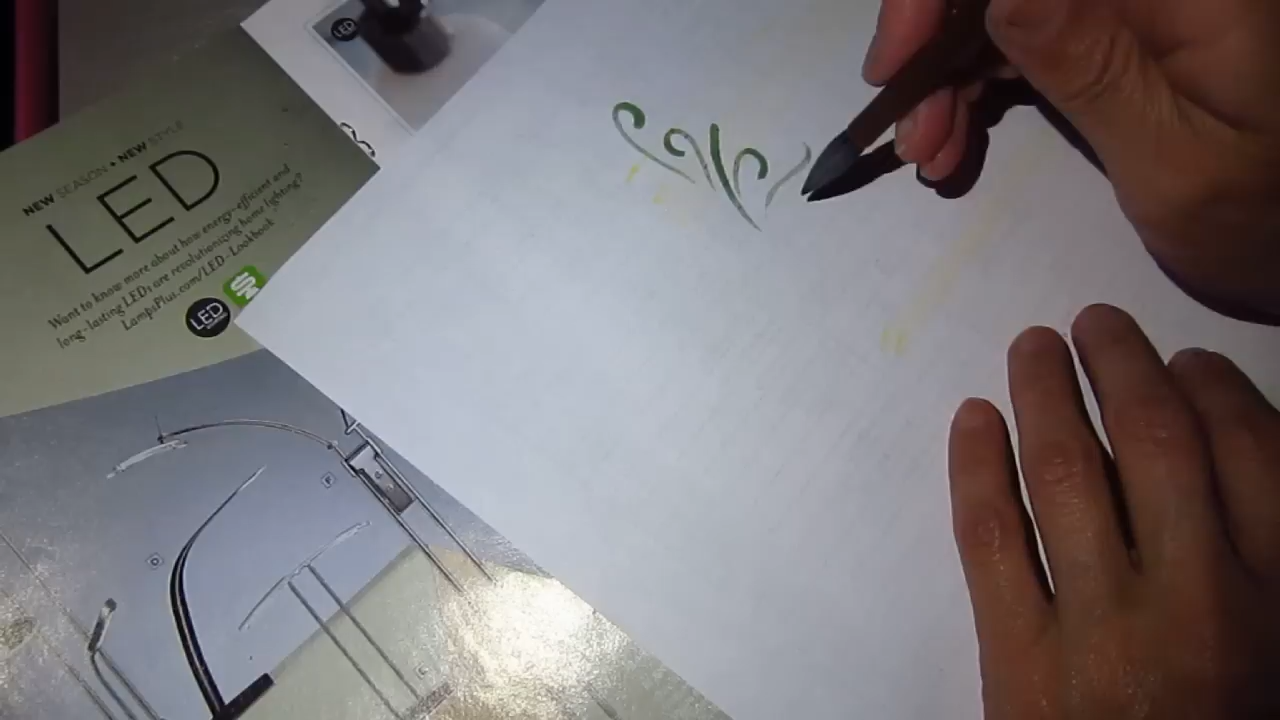 LED
NEW SEASON • NEW STYLE
LED
Want to know more about how energy-efficient and
long-lasting LEDs are revolutionizing home lighting?
LampsPlus.com/LED-Lookbook
LED
F